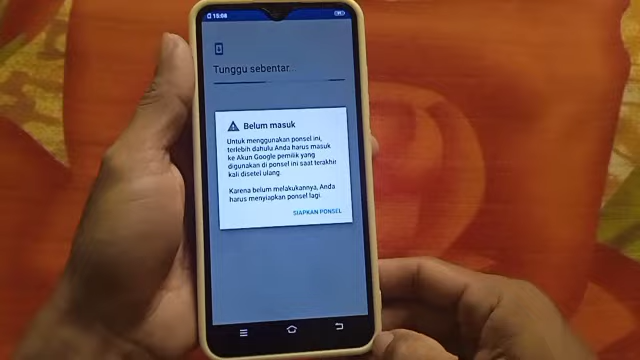 15:08
Tunggu sebentar...
Belum masuk
Untuk menggunakan ponsel ini,
terlebih dahulu Anda harus masuk
ke Akun Google pemilik yang
digunakan di ponsel ini saat terakhir
kali disetel ulang.
Karena belum melakukannya, Anda
harus menyiapkan ponsel lagi.
SIAPKAN PONSEL